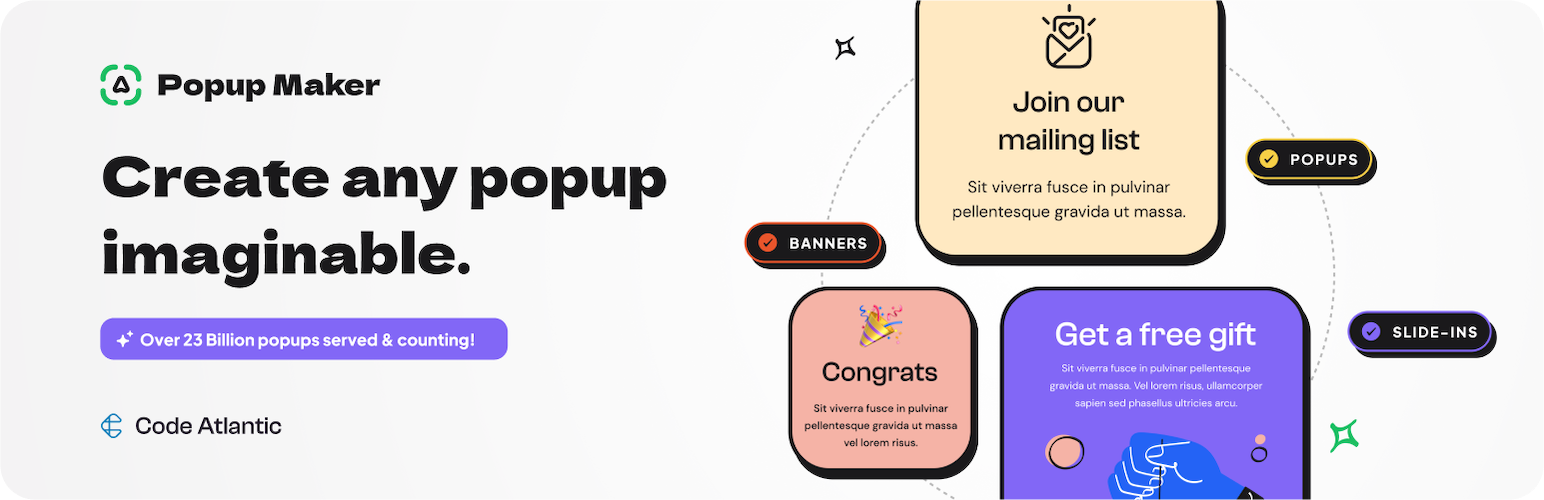 Popup Maker
Create any popup
imaginable.
Over 23 Billion popups served & counting!
Code Atlantic
Join our
mailing list
Sit viverra fusce in pulvinar
pellentesque gravida ut massa.
POPUPS
BANNERS
Congrats
Sit viverra fusce in pulvinar
pellentesque gravida ut massa
vel lorem risus.
Get a free gift
Sit viverra fusce in pulvinar pellentesque
gravida ut massa. Vel lorem risus, ullamcorper
sapien sed phasellus ultricies arcu.
SLIDE-INS